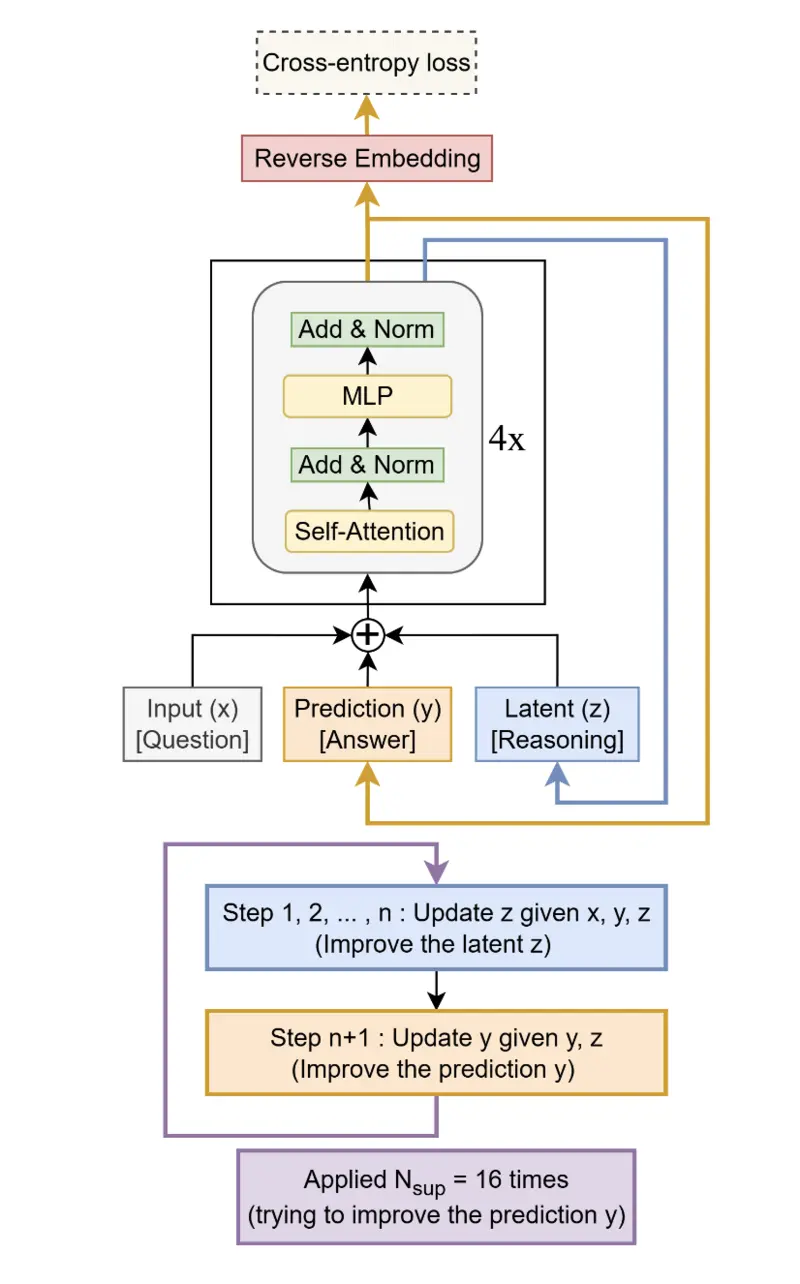 Cross-entropy loss
Reverse Embedding
Add & Norm
MLP
Add & Norm
4x
Self-Attention
Input (x)
[Question]
Prediction (y)
[Answer]
Latent (z)
[Reasoning]
Step 1, 2, ... , n : Update z given x, y, z
(Improve the latent z)
Step n+1 : Update y given y, z
(Improve the prediction y)
Applied Nsup = 16 times
(trying to improve the prediction y)